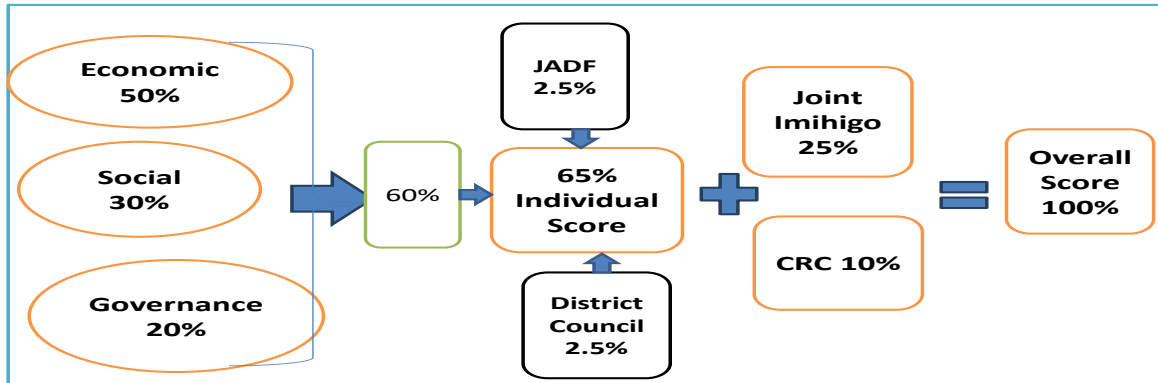 Economic
50%
Social
30%
Governance
20%
60%
JADF
2.5%
65%
Individual
Score
District
Council
2.5%
Joint
Imihigo
25%
CRC 10%
Overall
Score
100%